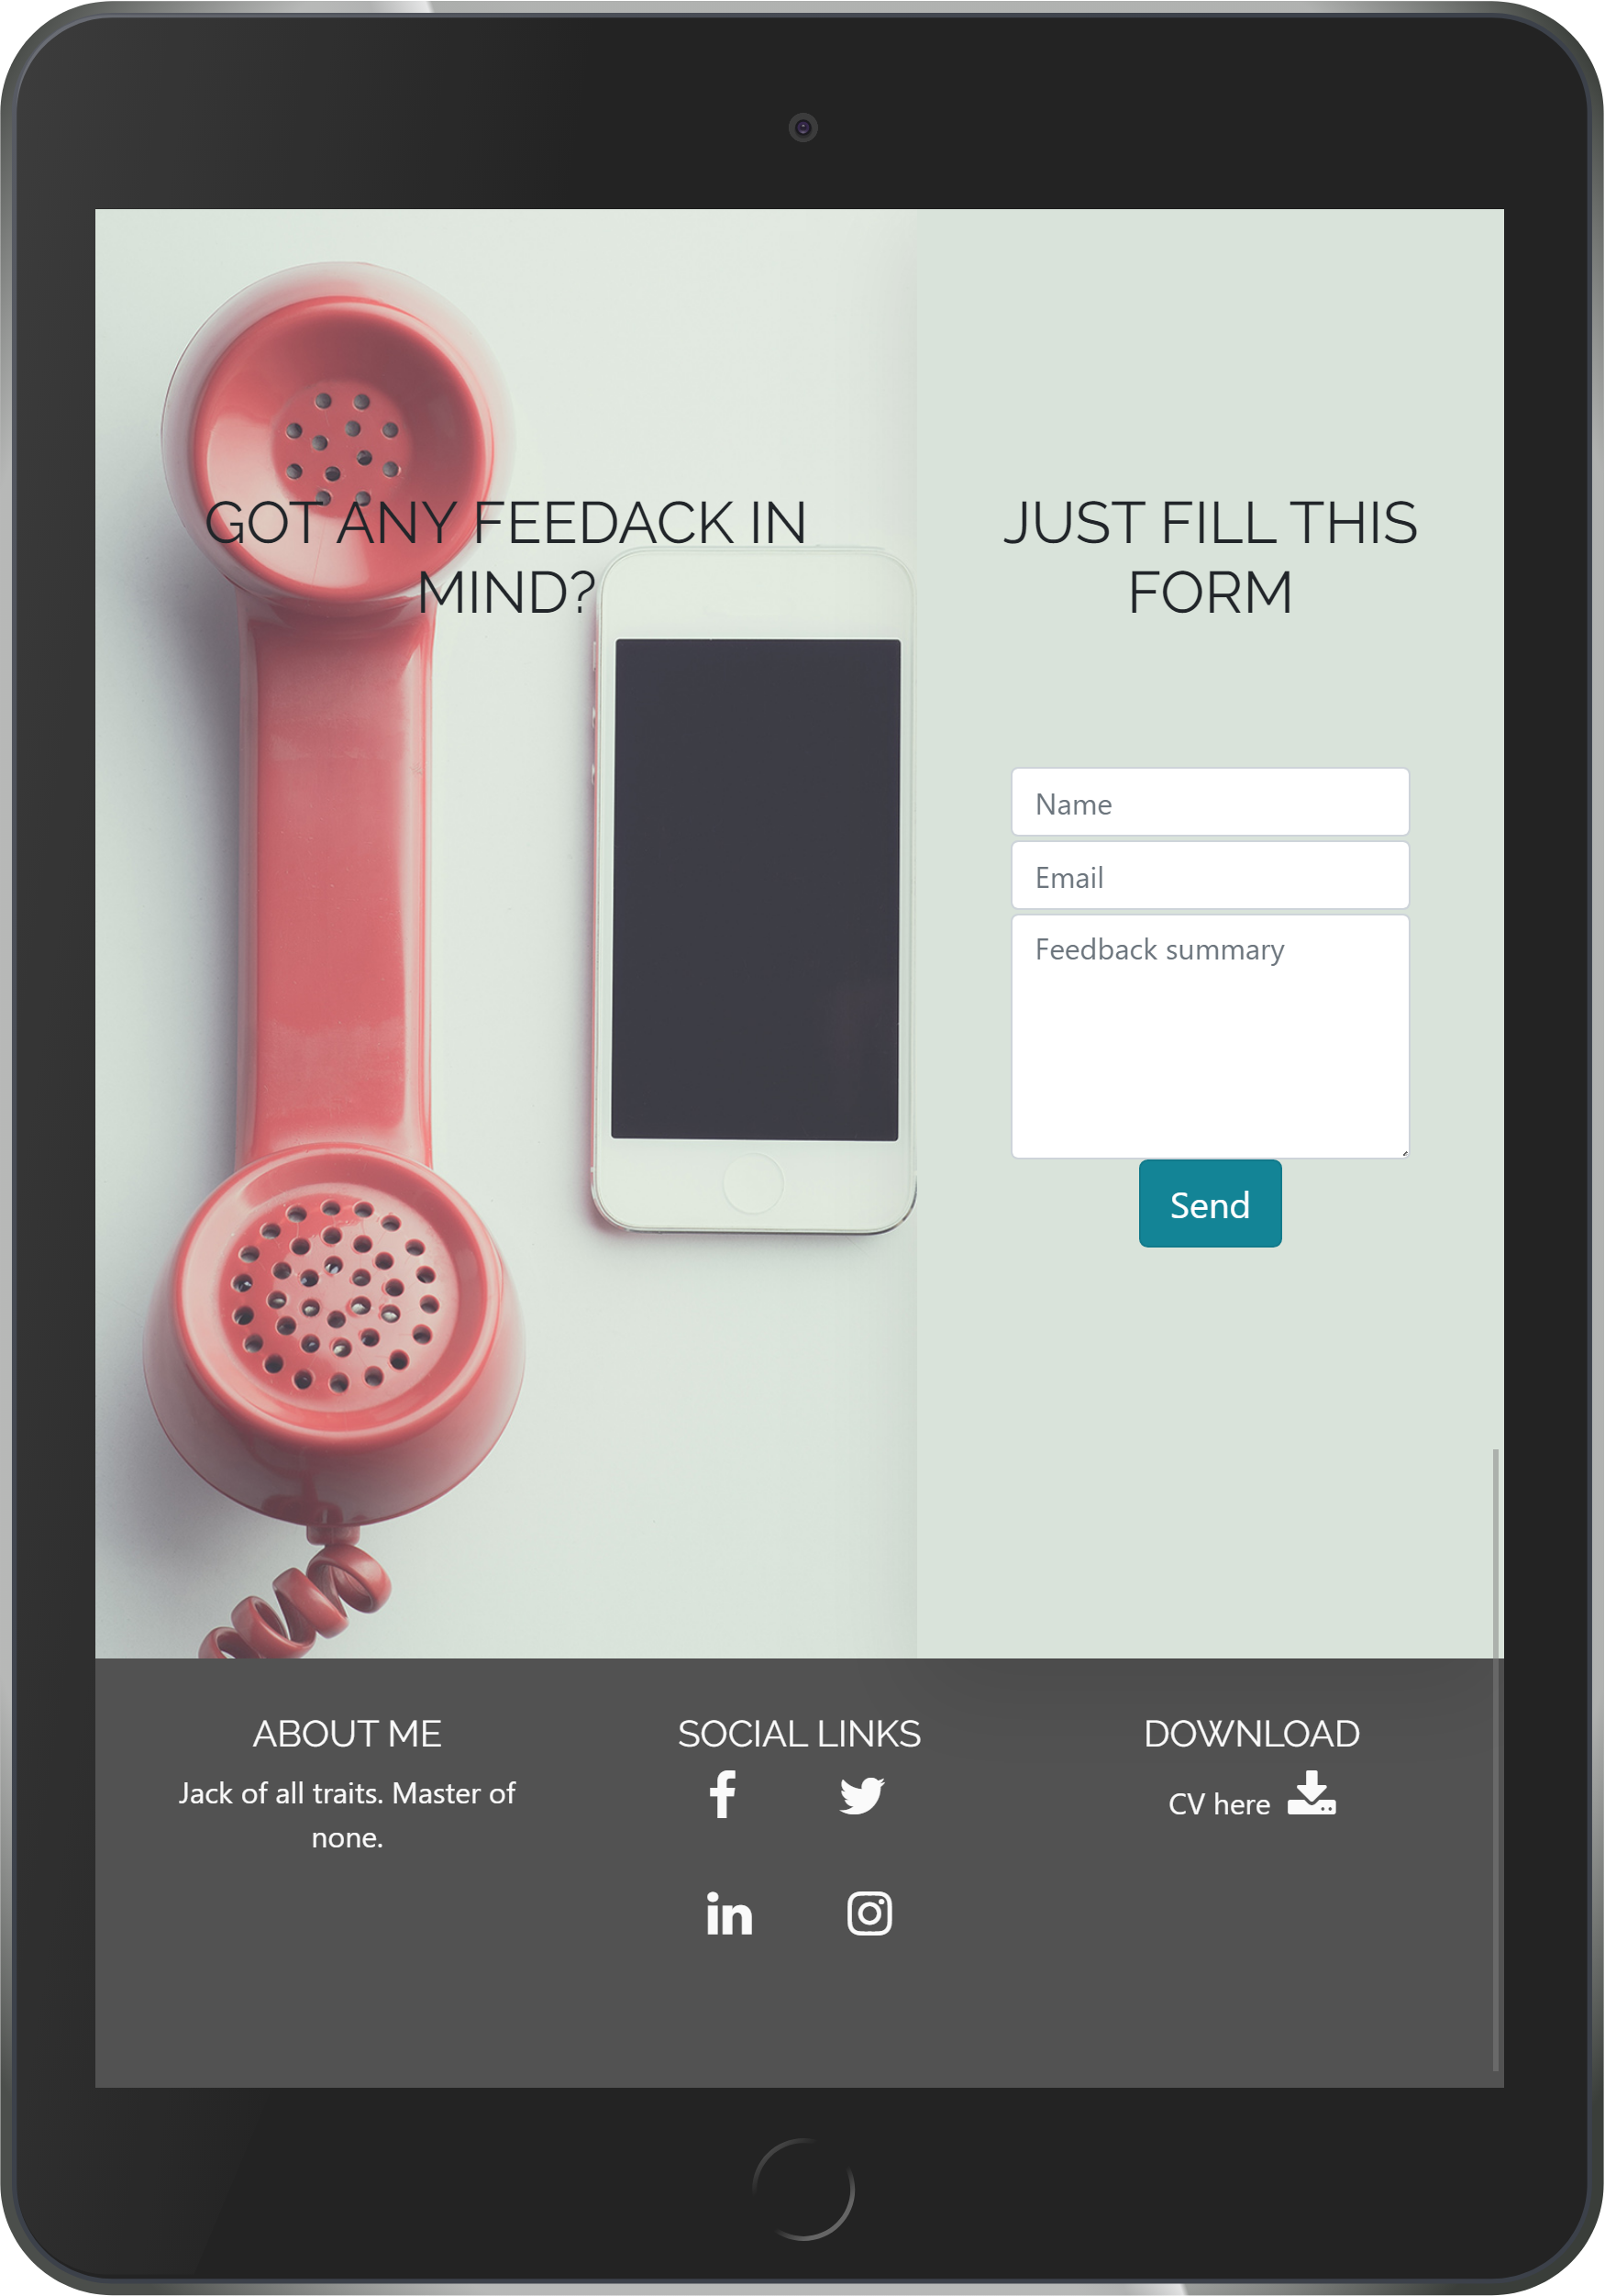 GOT ANY FEEDACK IN
MIND?
JUST FILL THIS
FORM
Name
Email
Feedback summary
Send
ABOUT ME
Jack of all traits. Master of
none.
SOCIAL LINKS
DOWNLOAD
CV here